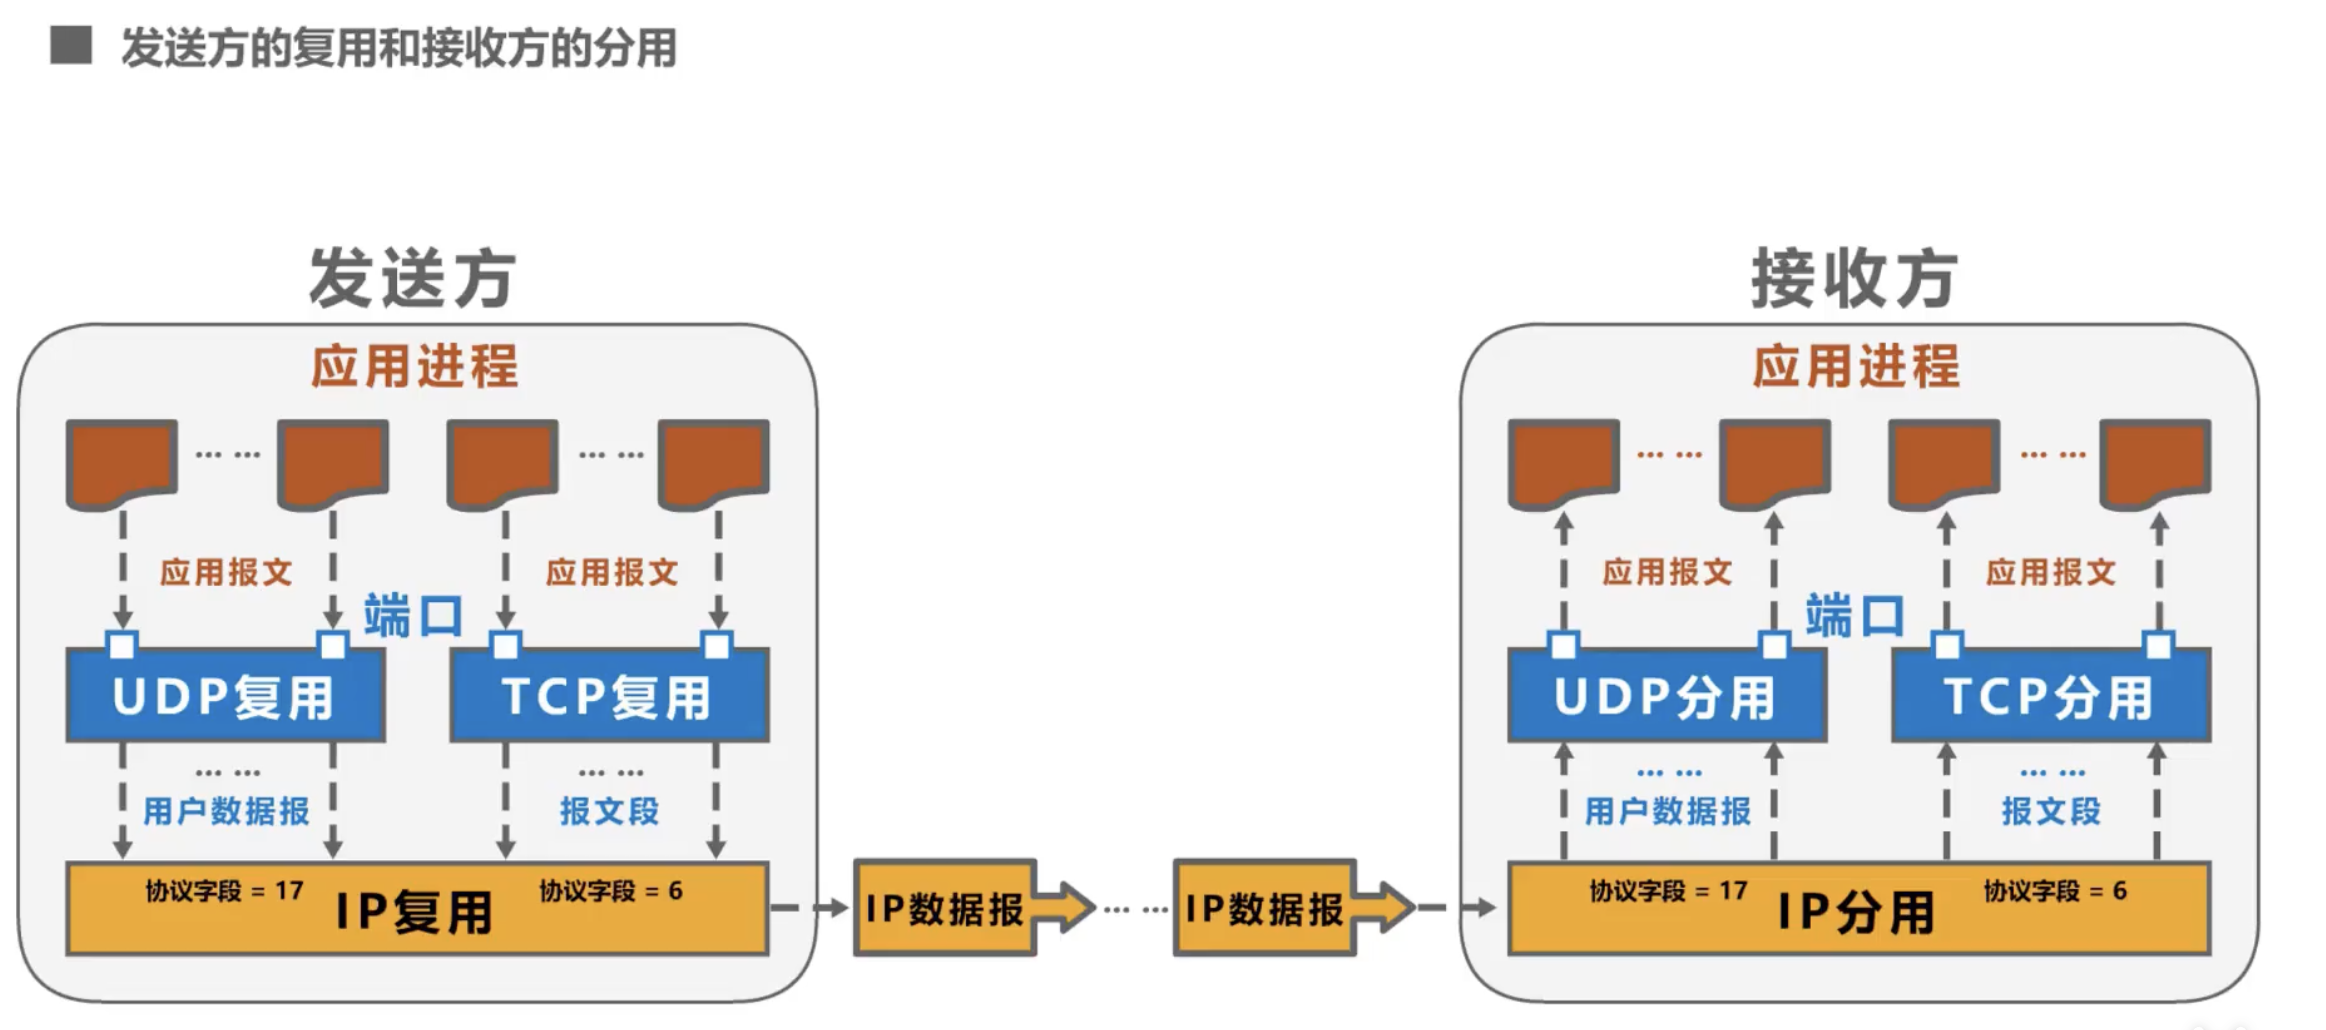 发送方的复用和接收方的分用
发送方
接收方
应用进程
应用进程
... ...
... ...
... ...
... ...
应用报文
应用报文
应用报文
应用报文
端口
端口
UDP复用
TCP复用
UDP分用
TCP分用
... ...
... ...
... ...
... ...
用户数据报
报文段
用户数据报
报文段
协议字段 = 17
IP复用
协议字段 = 6
IP数据报
... ...
IP数据报
协议字段 = 17
IP分用
协议字段 = 6